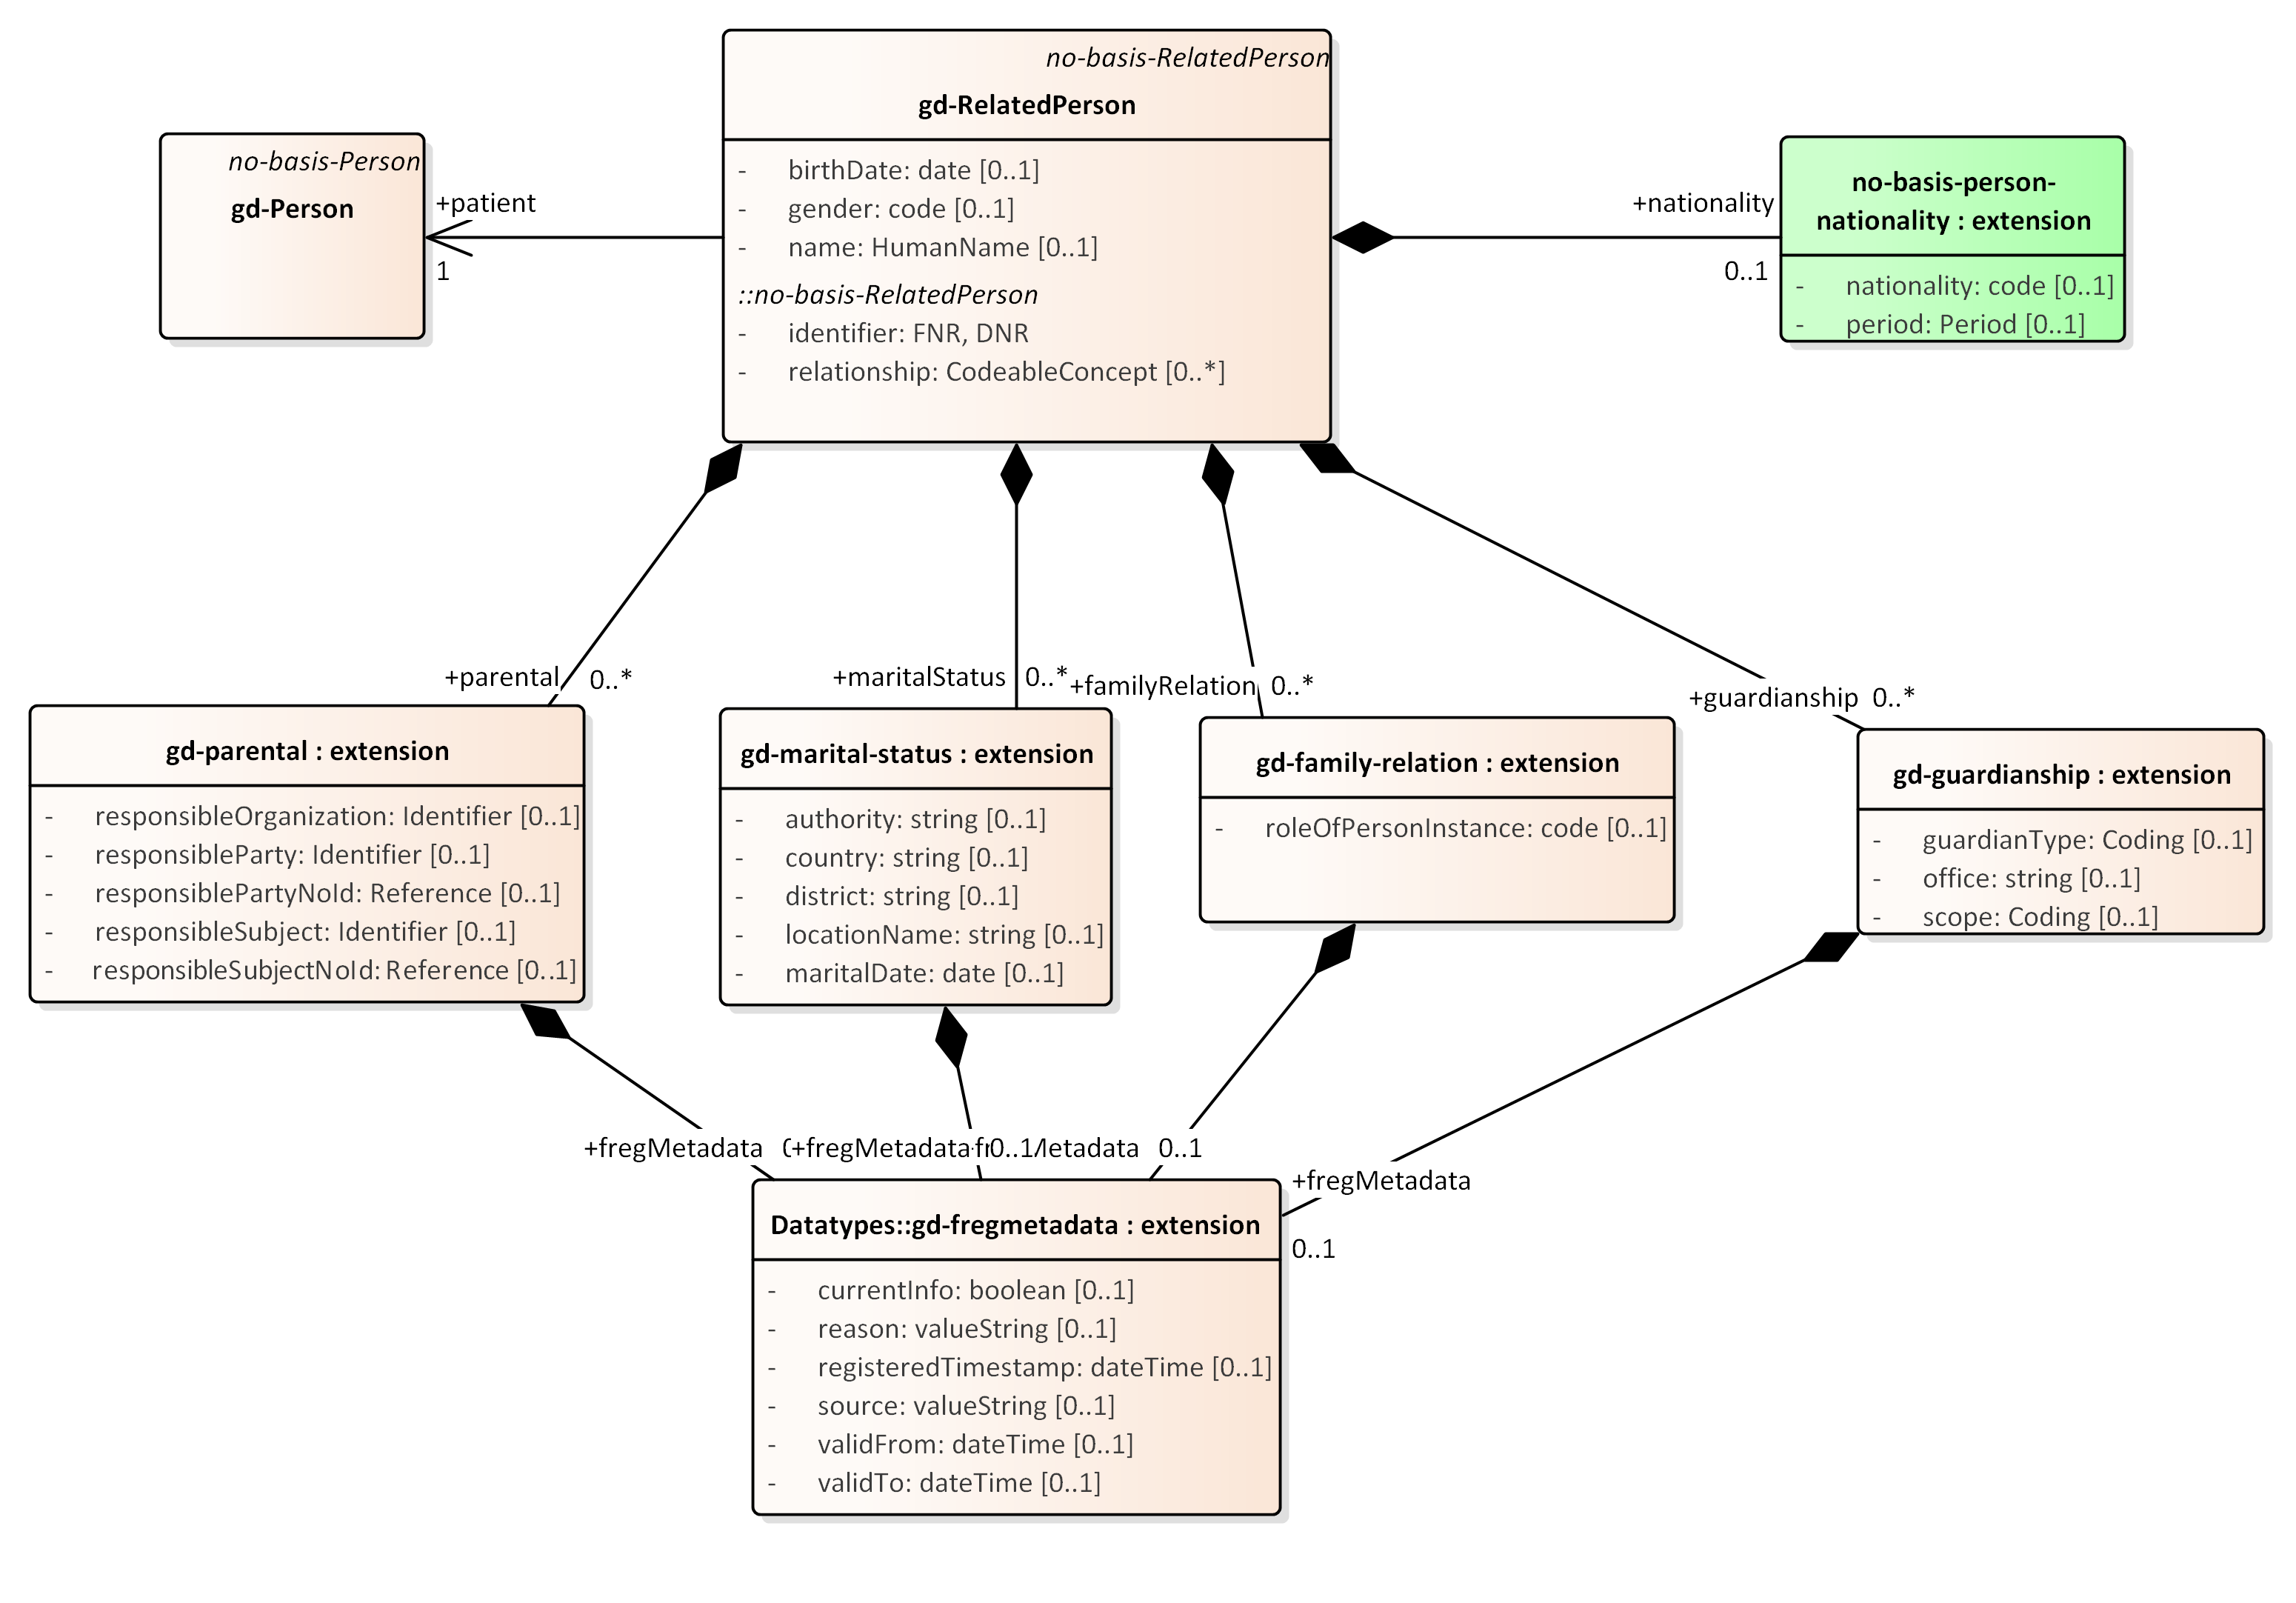 no-basis-RelatedPerson
gd-RelatedPerson
- birthDate: date [0..1]
- gender: code [0..1]
- name: HumanName [0..1]
::no-basis-RelatedPerson
- identifier: FNR, DNR
- relationship: CodeableConcept [0..*]
no-basis-Person
gd-Person
+patient
1
+nationality
0..1
no-basis-person-
nationality : extension
- nationality: code [0..1]
- period: Period [0..1]
+parental
0..*
+maritalStatus
0..*
+familyRelation
0..*
+guardianship
0..*
gd-parental : extension
- responsibleOrganization: Identifier [0..1]
- responsibleParty: Identifier [0..1]
- responsiblePartyNoId: Reference [0..1]
- responsibleSubject: Identifier [0..1]
- responsibleSubjectNoId: Reference [0..1]
gd-marital-status : extension
- authority: string [0..1]
- country: string [0..1]
- district: string [0..1]
- locationName: string [0..1]
- maritalDate: date [0..1]
gd-family-relation : extension
- roleOfPersonInstance: code [0..1]
gd-guardianship : extension
- guardianType: Coding [0..1]
- office: string [0..1]
- scope: Coding [0..1]
+fregMetadata
+fregMetadata
0..1
0..1
+fregMetadata
0..1
Datatypes::gd-fregmetadata : extension
- currentInfo: boolean [0..1]
- reason: valueString [0..1]
- registeredTimestamp: dateTime [0..1]
- source: valueString [0..1]
- validFrom: dateTime [0..1]
- validTo: dateTime [0..1]